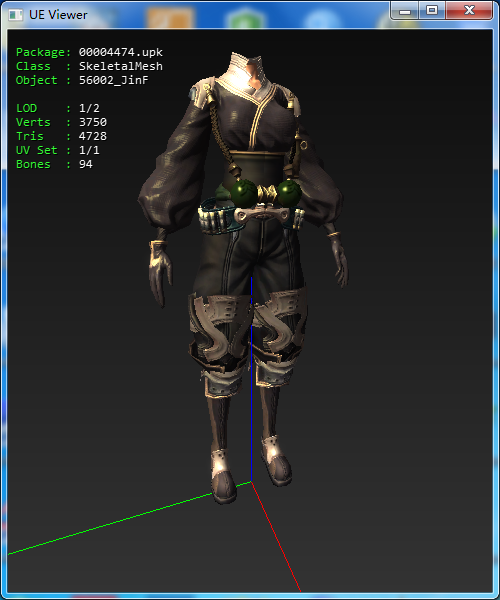 UE Viewer
Package: 00004474.upk
Class : SkeletalMesh
Object : 56002_JinF
LOD : 1/2
Verts : 3750
Tris : 4728
UV Set : 1/1
Bones : 94